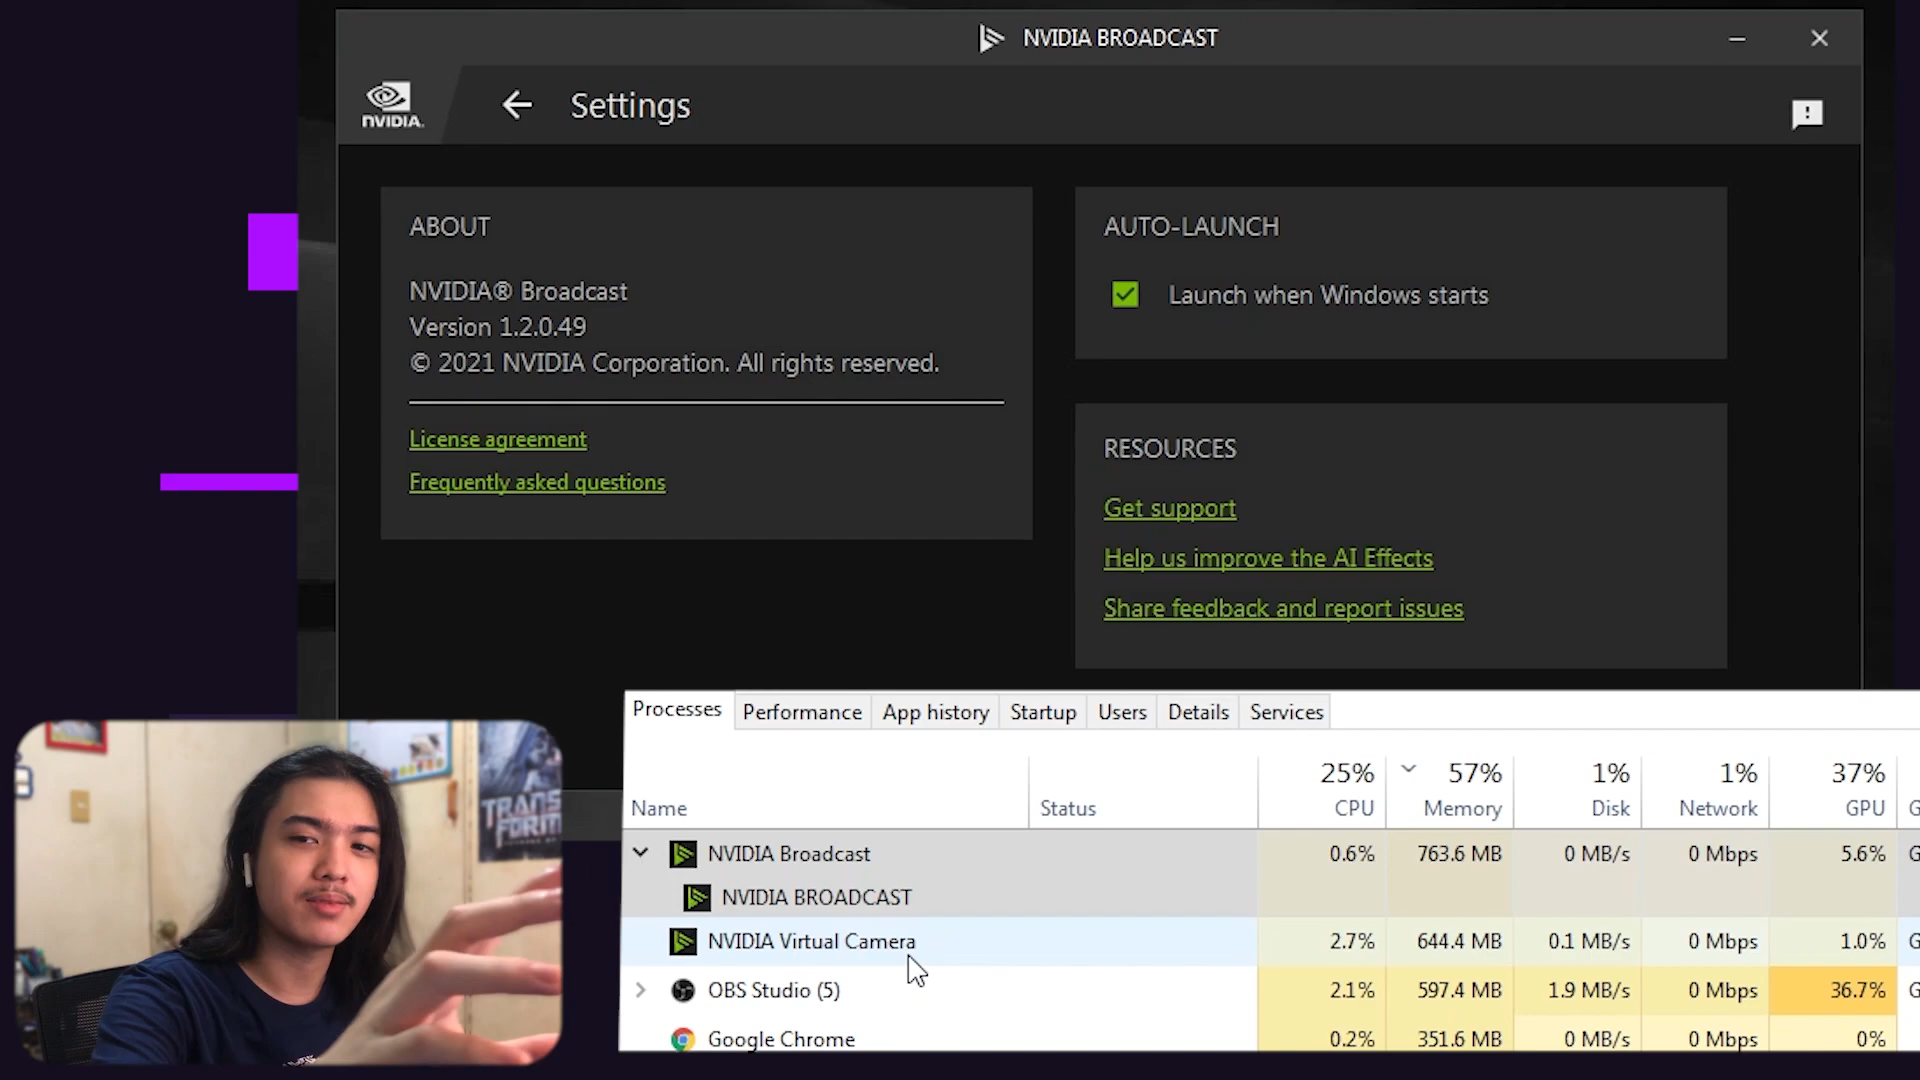 NVIDIA BROADCAST
NVIDIA.
Settings
ABOUT
NVIDIA® Broadcast
Version 1.2.0.49
© 2021 NVIDIA Corporation. All rights reserved.
License agreement
Frequently asked questions
AUTO-LAUNCH
Launch when Windows starts
RESOURCES
Get support
Help us improve the AI Effects
Share feedback and report issues
Processes Performance App history Startup Users Details Services
25% 57% 1% 1% 37%
Name Status CPU Memory Disk Network GPU G
NVIDIA Broadcast 0.6% 763.6 MB 0 MB/s 0 Mbps 5.6% G
NVIDIA BROADCAST
NVIDIA Virtual Camera 2.7% 644.4 MB 0.1 MB/s 0 Mbps 1.0% G
OBS Studio (5) 2.1% 597.4 MB 1.9 MB/s 0 Mbps 36.7% G
Google Chrome 0.2% 351.6 MB 0 MB/s 0 Mbps 0%
TRANS
FORM